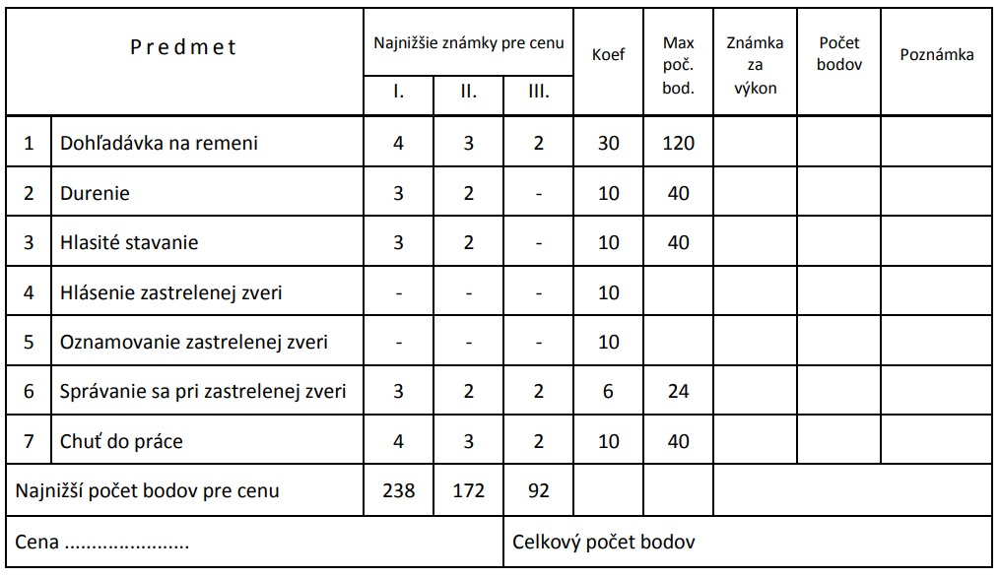 Predmet Najnižšie známky pre cenu Koef Max poč. bod. Známka za výkon Počet bodov Poznámka
I. II. III.
1 Dohľadávka na remeni 4 3 2 30 120
2 Durenie 3 2 - 10 40
3 Hlasité stavanie 3 2 - 10 40
4 Hlásenie zastrelenej zveri - - - 10
5 Oznamovanie zastrelenej zveri - - - 10
6 Správanie sa pri zastrelenej zveri 3 2 2 6 24
7 Chuť do práce 4 3 2 10 40
Najnižší počet bodov pre cenu 238 172 92
Cena ....................... Celkový počet bodov